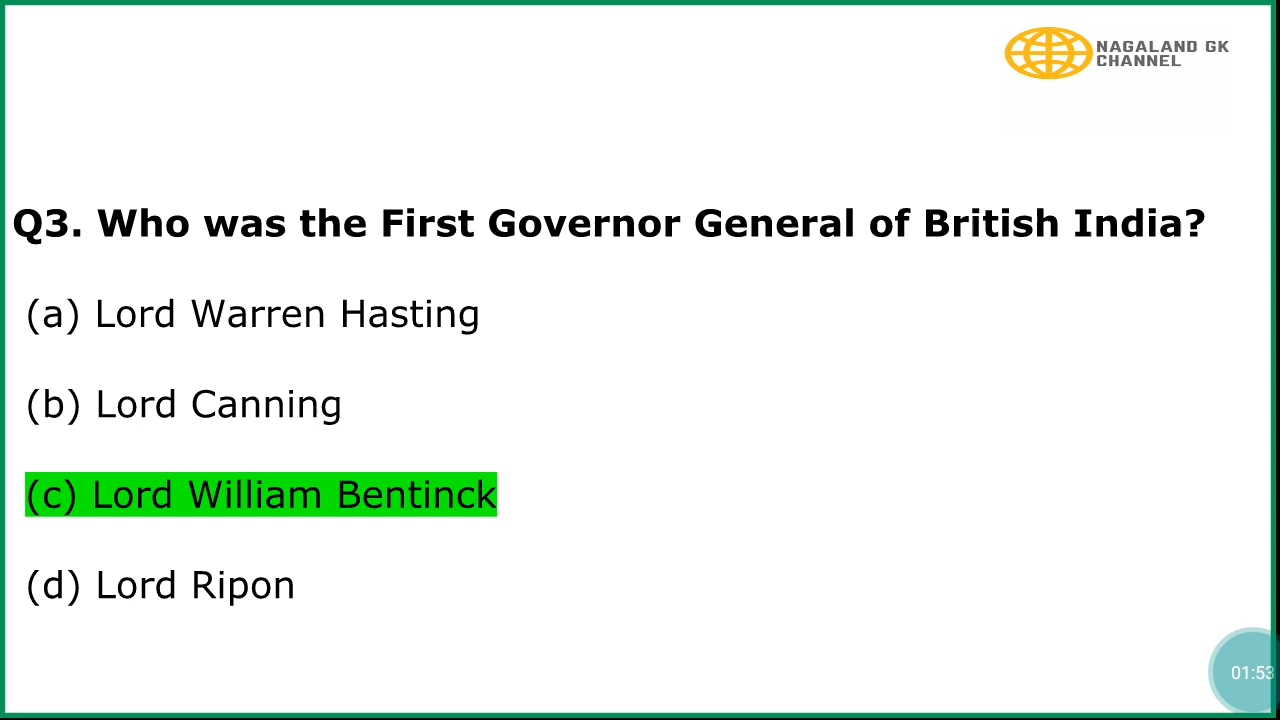 NAGALAND GK
CHANNEL
Q3. Who was the First Governor General of British India?
(a) Lord Warren Hasting
(b) Lord Canning
(c) Lord William Bentinck
(d) Lord Ripon
01:53